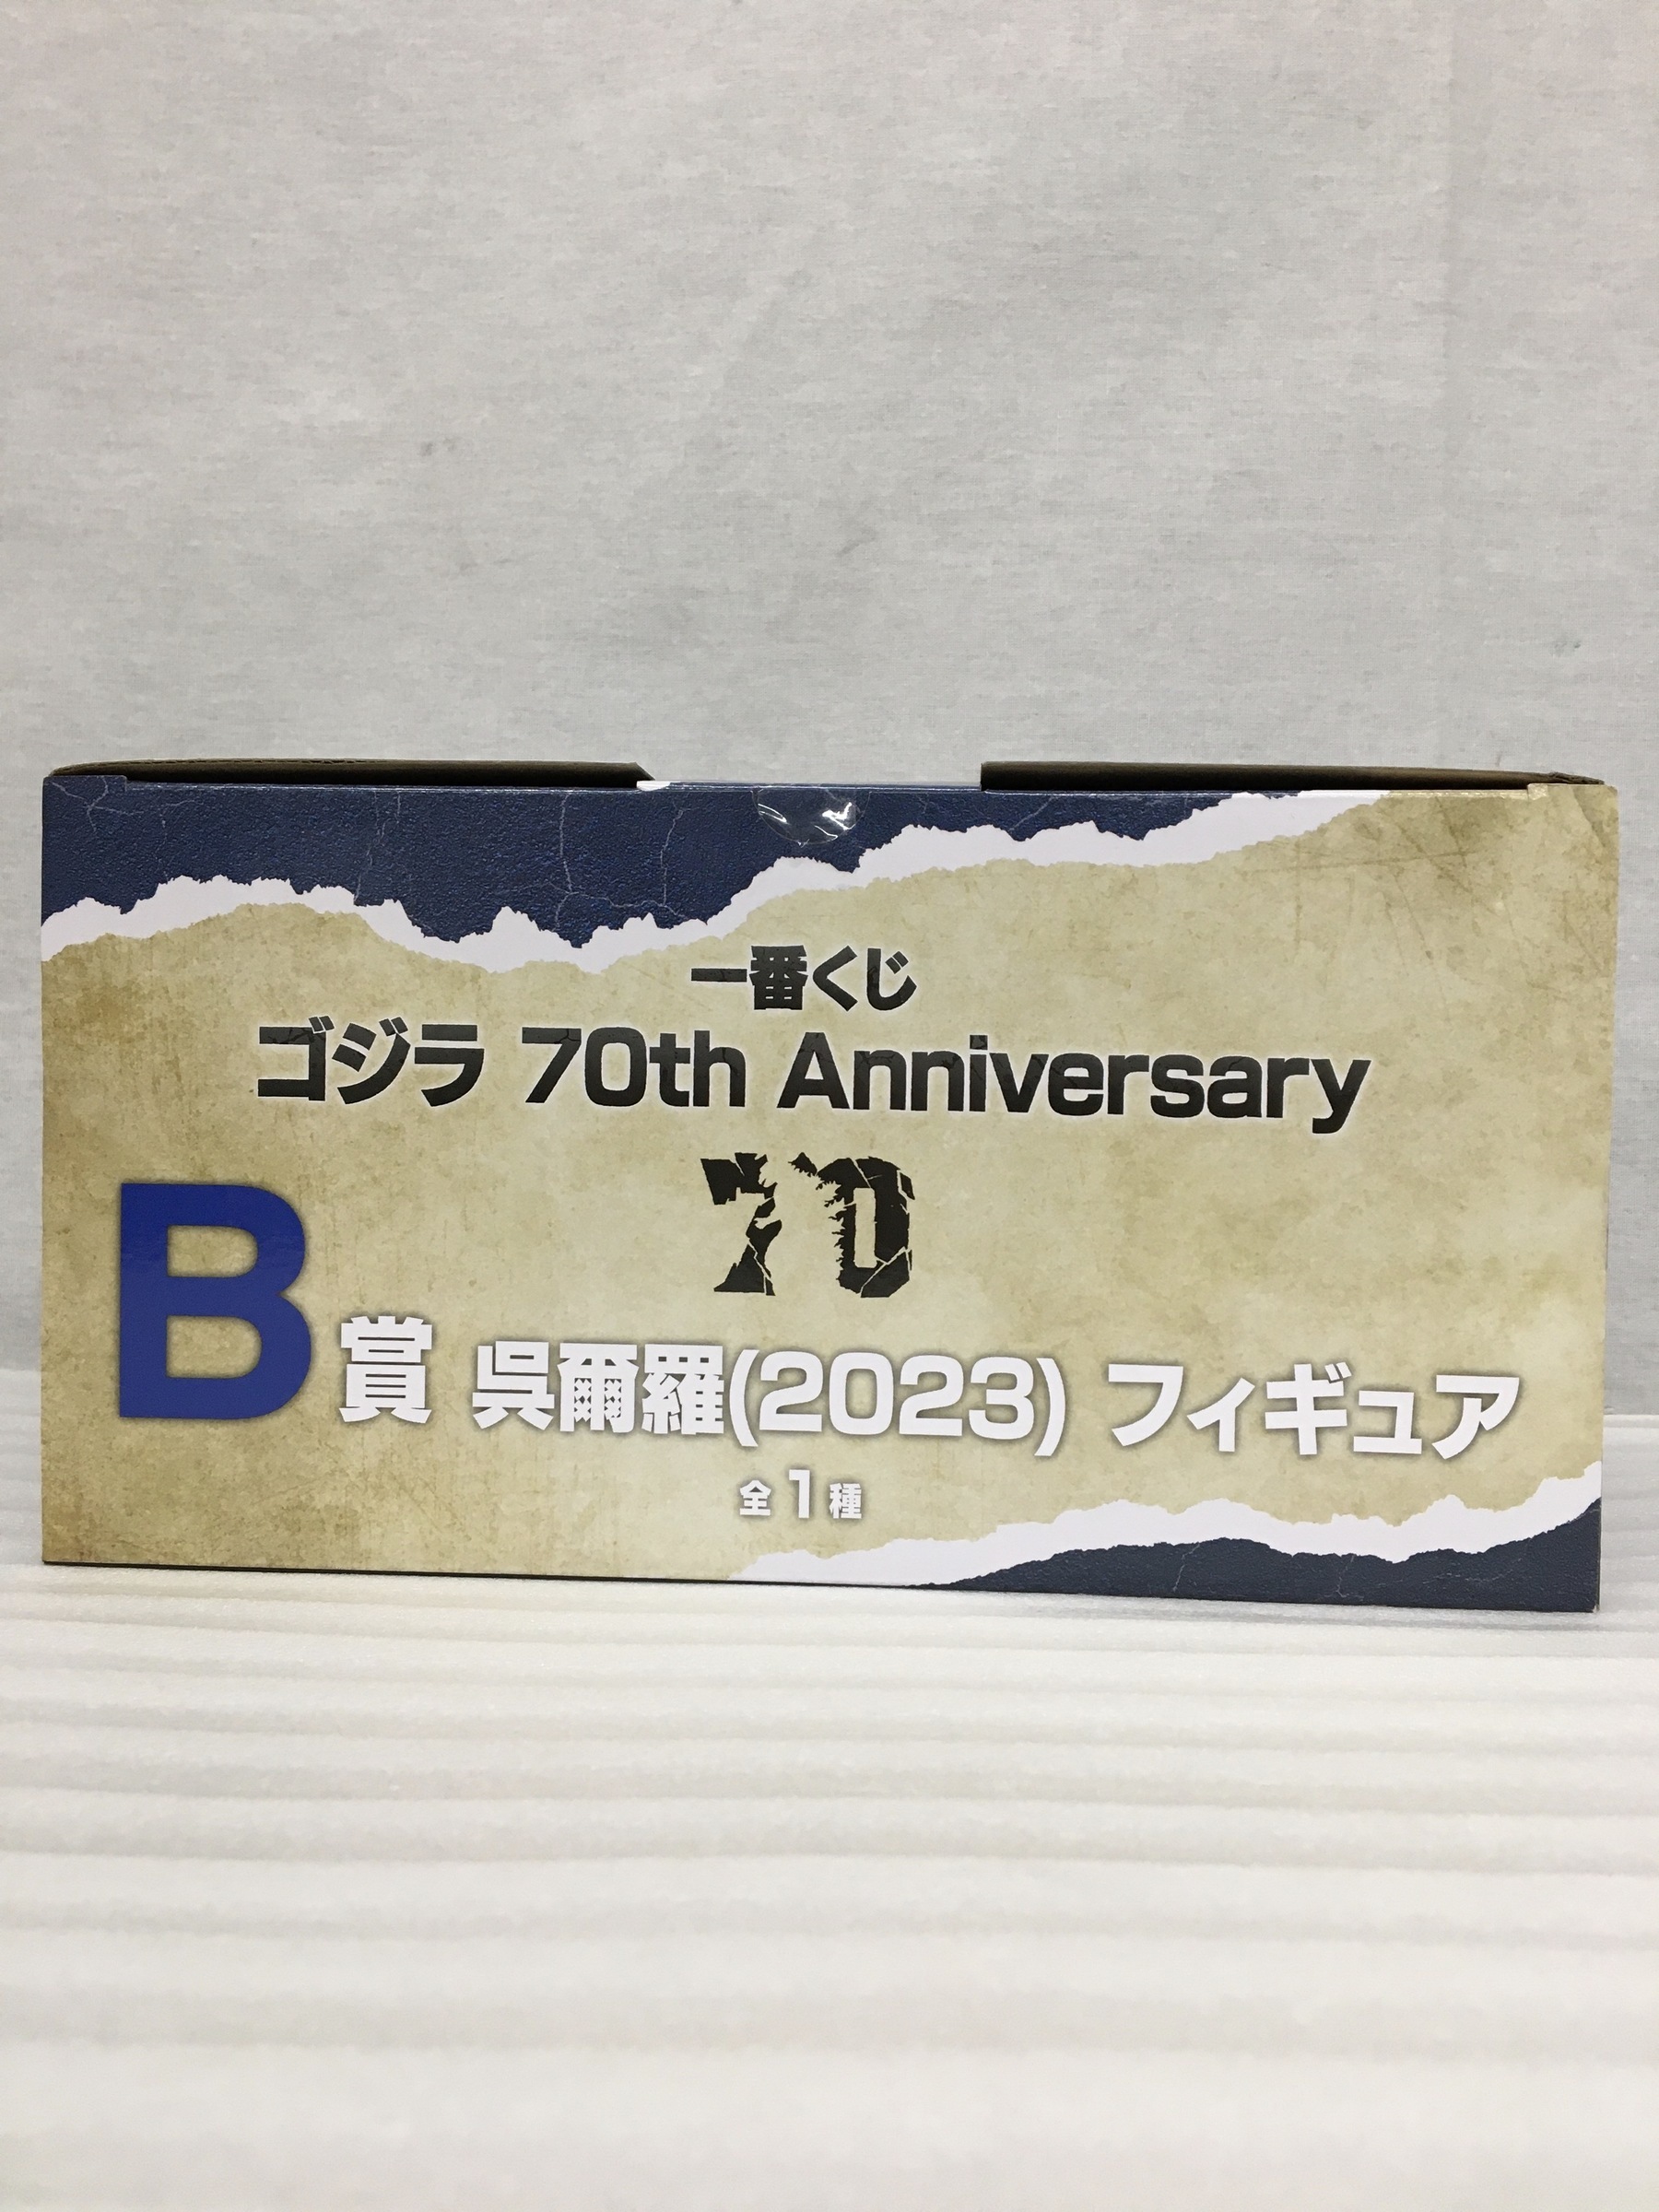 一番くじ
ゴジラ 70th Anniversary
70
B賞 呉爾羅(2023) フィギュア
全1種